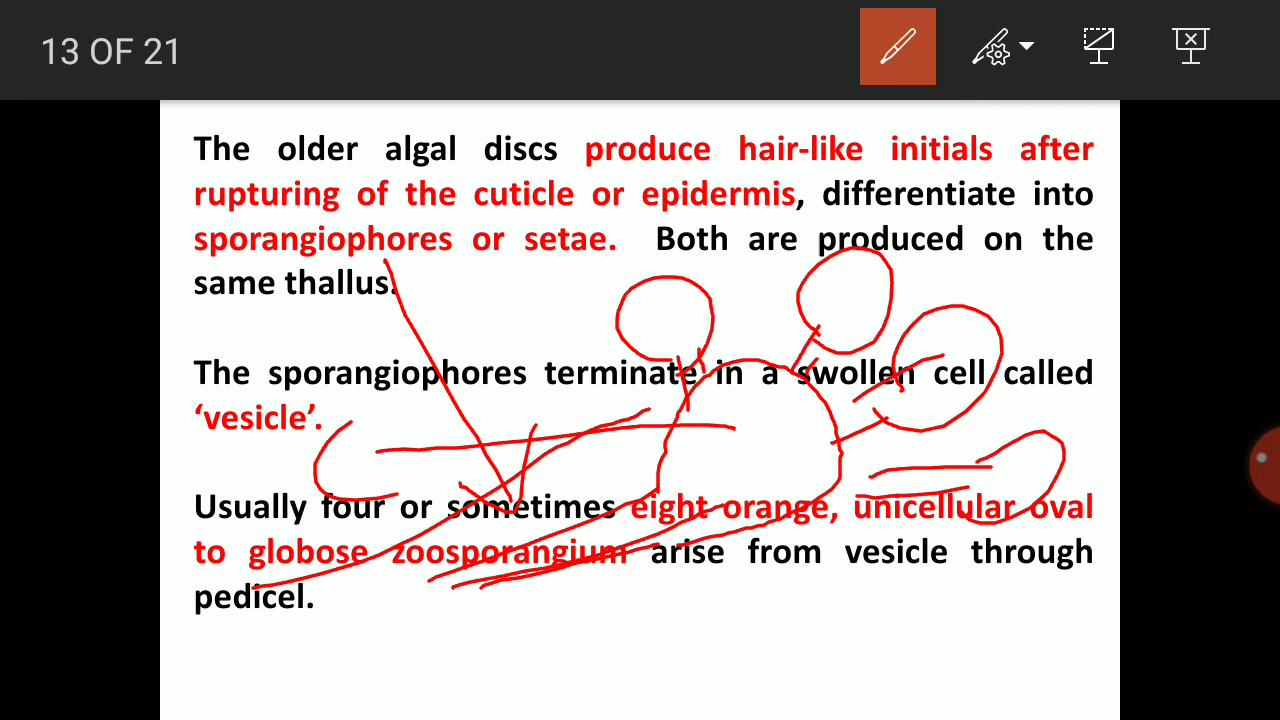 13 OF 21
The older algal discs produce hair-like initials after
rupturing of the cuticle or epidermis, differentiate into
sporangiophores or setae. Both are produced on the
same thallus.
The sporangiophores terminate in a swollen cell called
‘vesicle’.
Usually four or sometimes eight orange, unicellular oval
to globose zoosporangium arise from vesicle through
pedicel.